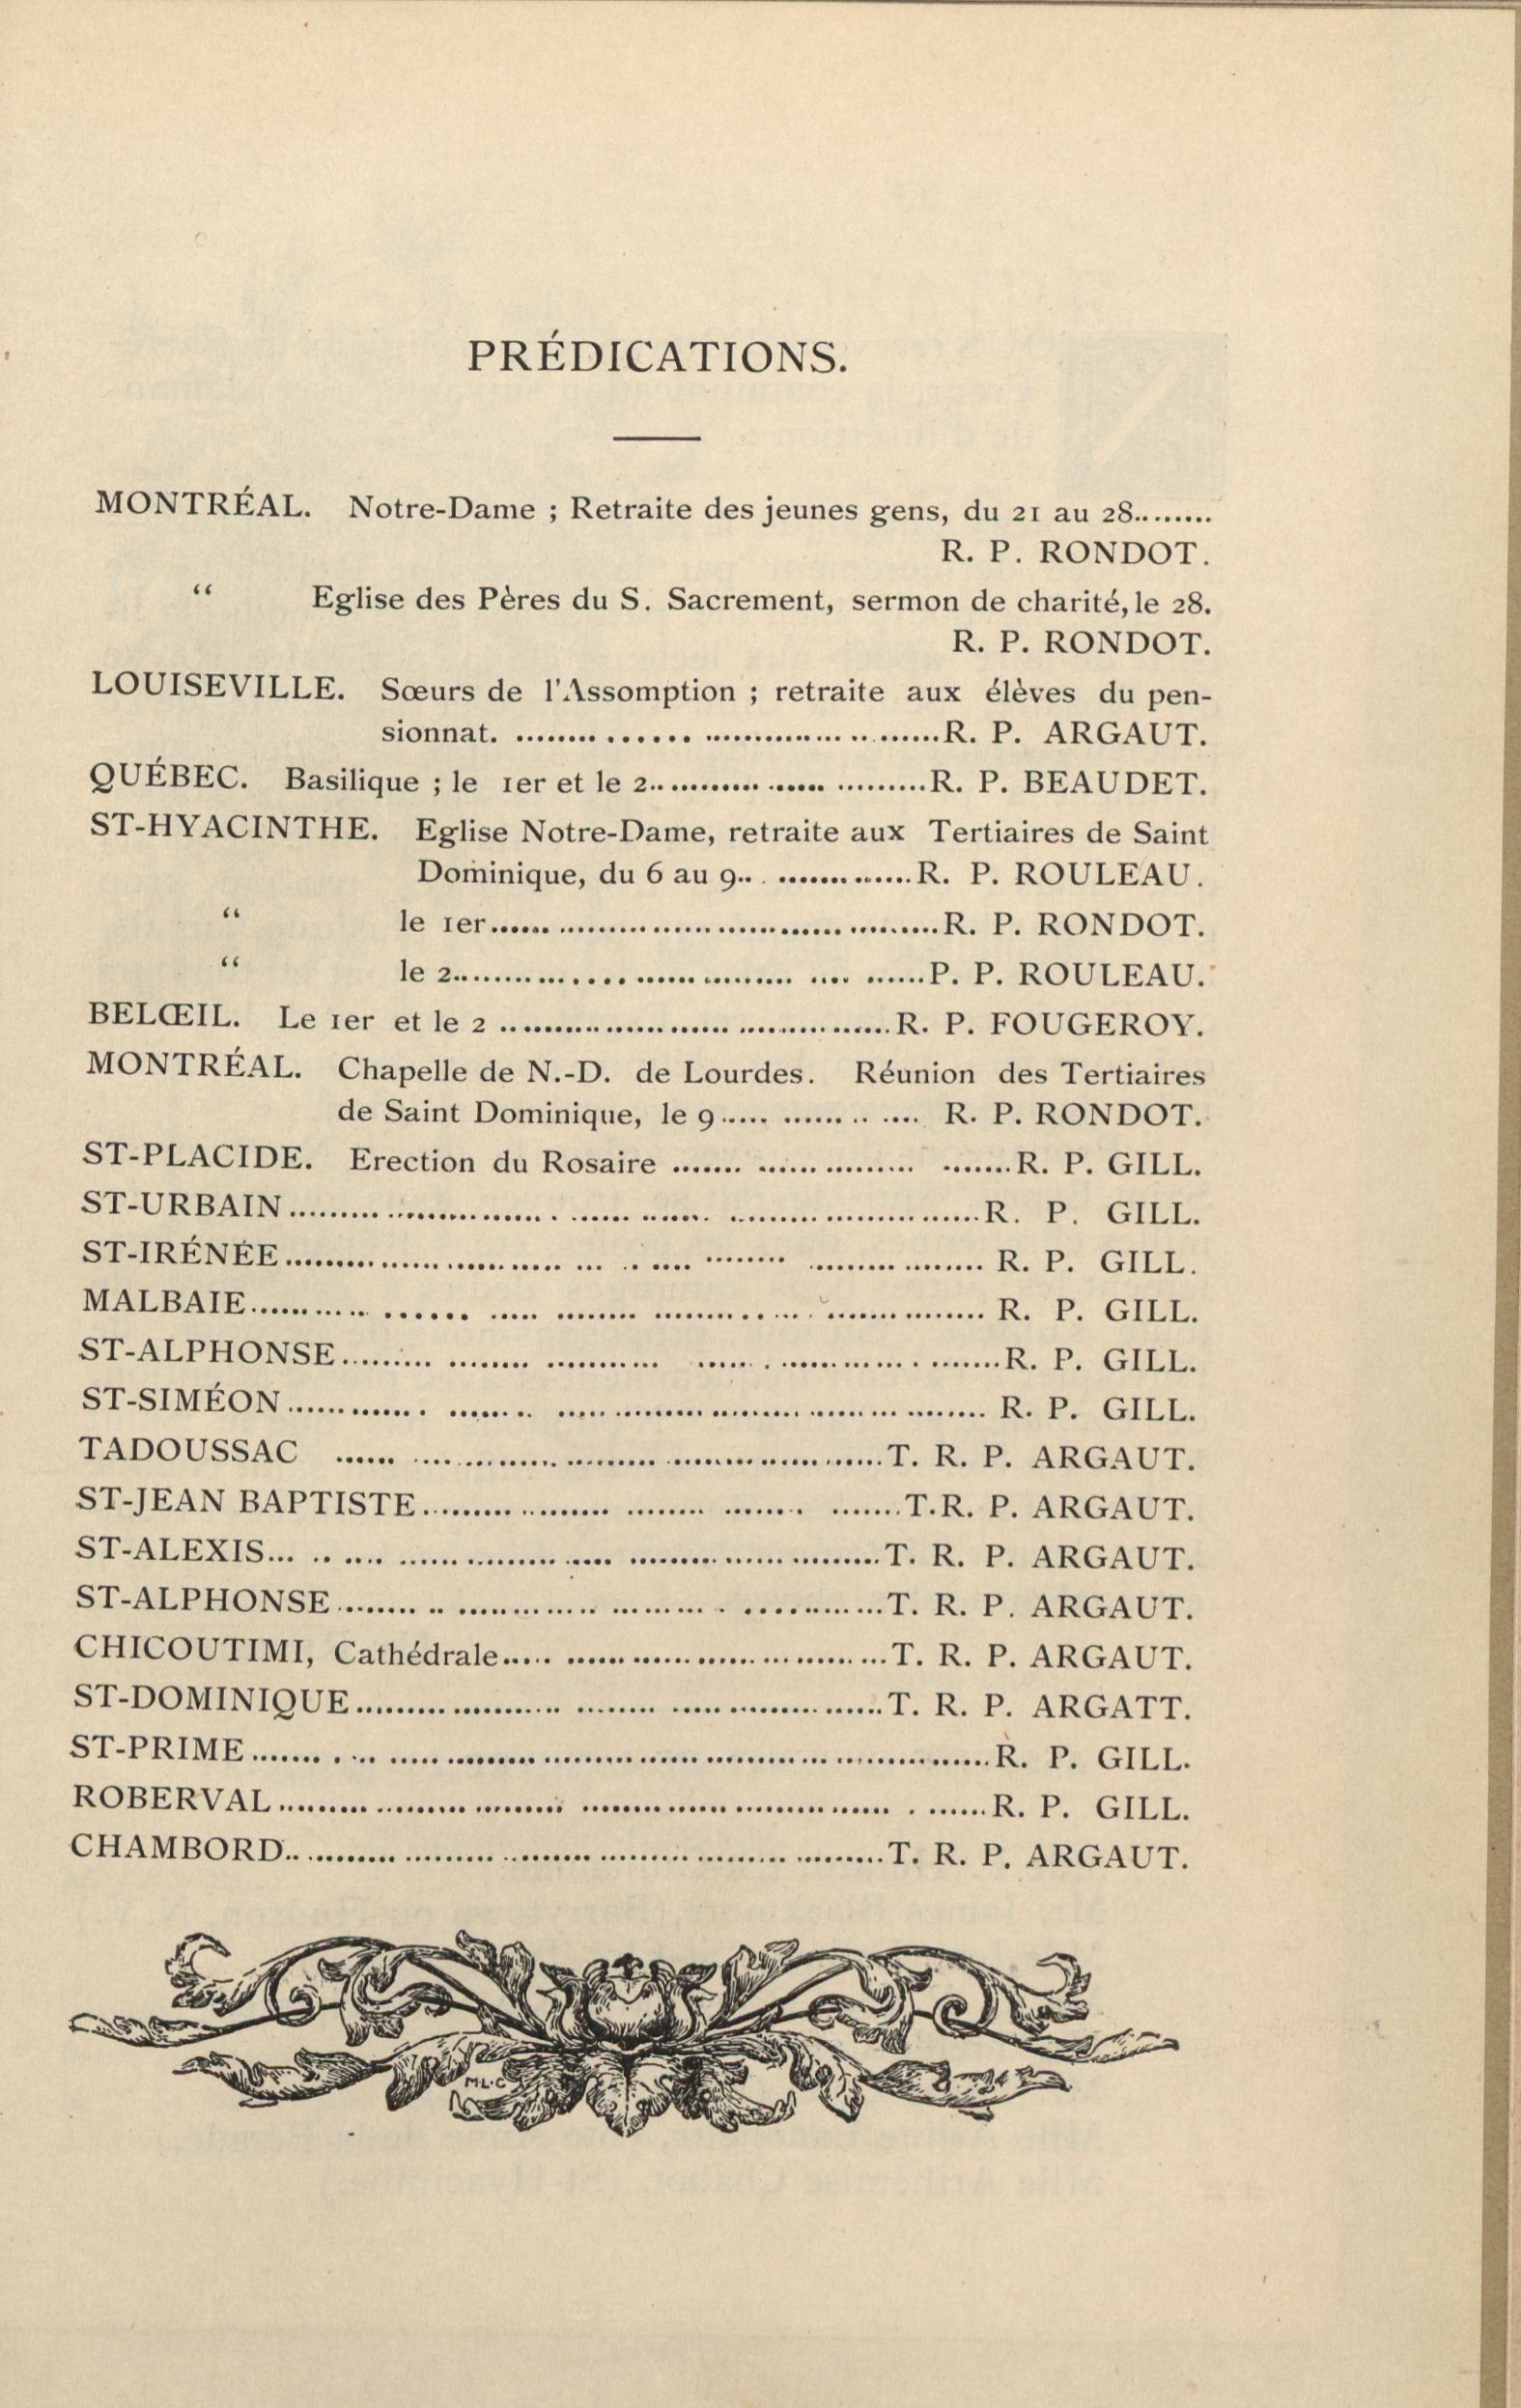 PRÉDICATIONS.
MONTRÉAL. Notre-Dame ; Retraite des jeunes gens, du 21 au 28.........
R. P. RONDOT.
“ Eglise des Pères du S. Sacrement, sermon de charité, le 28.
R. P. RONDOT.
LOUISEVILLE. Sœurs de l'Assomption ; retraite aux élèves du pen-
sionnat. ........ ...... .............. .. .......R. P. ARGAUT.
QUÉBEC. Basilique ; le 1er et le 2.. ......... ...... .........R. P. BEAUDET.
ST-HYACINTHE. Eglise Notre-Dame, retraite aux Tertiaires de Saint
Dominique, du 6 au 9.. . .............R. P. ROULEAU.
“ le 1er...... ............................ .........R. P. RONDOT.
“ le 2................. ............... .... ......P. P. ROULEAU.
BELŒIL. Le 1er et le 2 ....................... ...............R. P. FOUGEROY.
MONTRÉAL. Chapelle de N.-D. de Lourdes. Réunion des Tertiaires
de Saint Dominique, le 9..... ...... .. .... R. P. RONDOT.
ST-PLACIDE. Erection du Rosaire ....... ............... .......R. P. GILL.
ST-URBAIN......... ............... . ...... ....... ........................R. P. GILL.
ST-IRÉNÉE........................... ... .. .... ........ ................. R. P. GILL.
MALBAIE............ ...... ..... ........ ................ ............... R. P. GILL.
ST-ALPHONSE......... ........ ........... ...... . .............. .......R. P. GILL.
ST-SIMÉON............. ........ ....................................... R. P. GILL.
TADOUSSAC ...... ............. ......... .....................T. R. P. ARGAUT.
ST-JEAN BAPTISTE......... ........ ........ ........ .......T.R. P. ARGAUT.
ST-ALEXIS... .. .... ................... .... ........................T. R. P. ARGAUT.
ST-ALPHONSE........ .. .............. ......... . .............T. R. P. ARGAUT.
CHICOUTIMI, Cathédrale..... ..............................T. R. P. ARGAUT.
ST-DOMINIQUE......... .......... ........ .....................T. R. P. ARGATT.
ST-PRIME....... . .. ..... ....................................................R. P. GILL.
ROBERVAL......... ......... ........ ............................ . ......R. P. GILL.
CHAMBORD.. ......... ......... ......... ......... ......... .........T. R. P. ARGAUT.
M.L.C